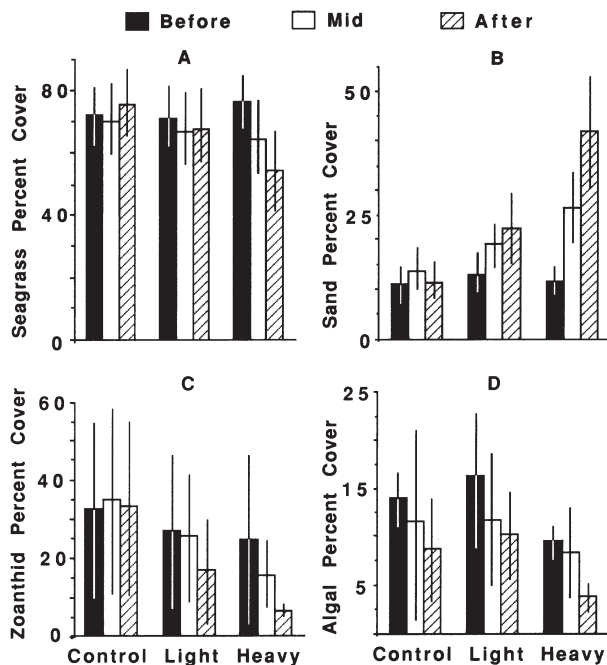 Before Mid After
A
Seagrass Percent Cover
80
40
0
B
Sand Percent Cover
50
25
0
C
Zoanthid Percent Cover
60
40
20
0
Control Light Heavy
D
Algal Percent Cover
25
15
5
Control Light Heavy